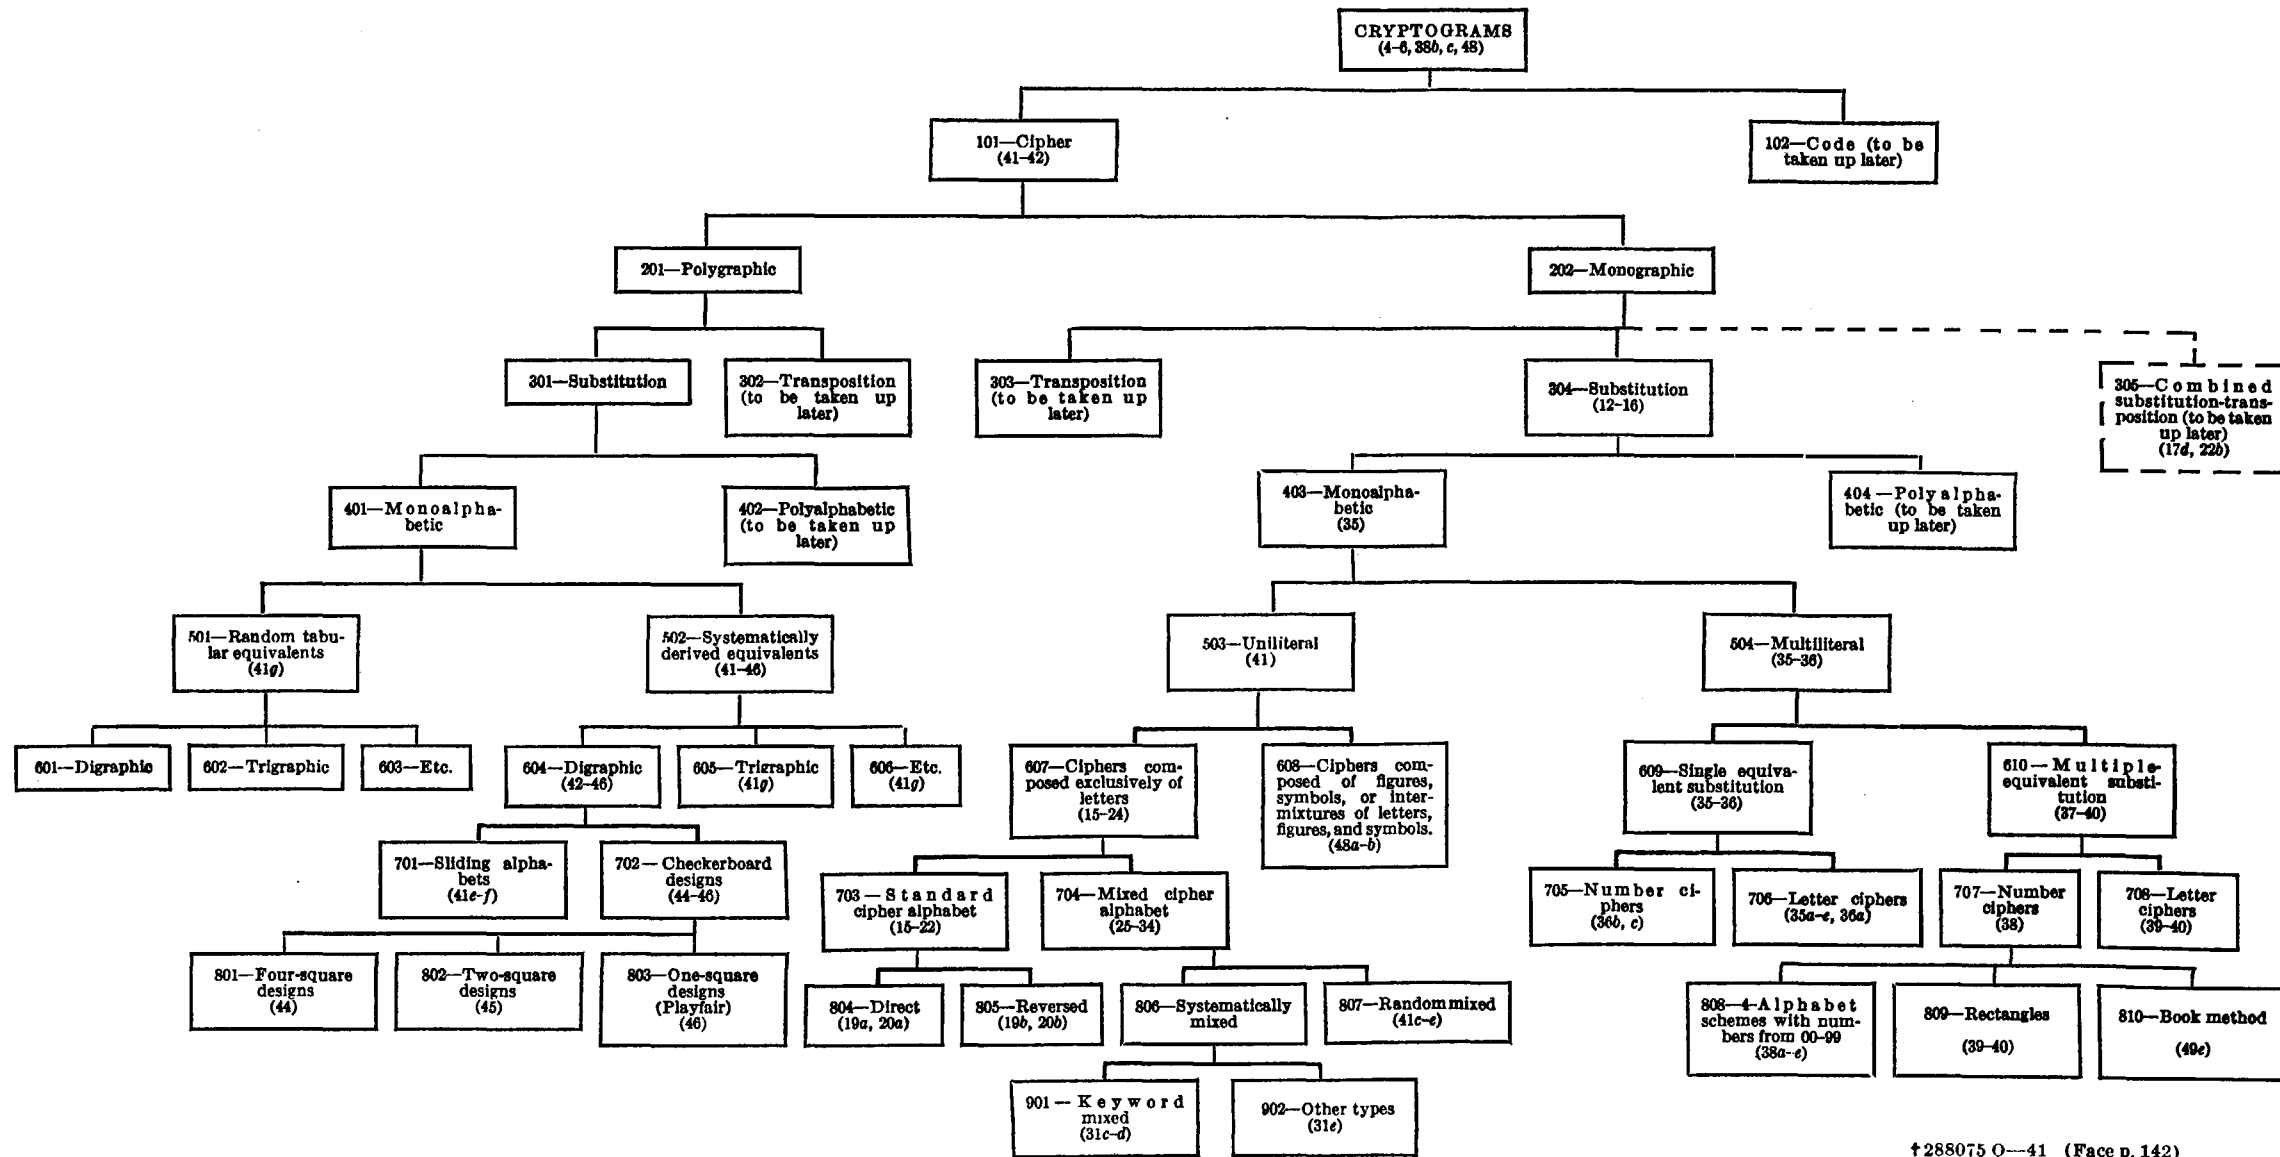 CRYPTOGRAMS
(4-6, 38b, c, 48)
101—Cipher
(41-42)
102—Code (to be
taken up later)
201—Polygraphic
202—Monographic
301—Substitution
302—Transposition
(to be taken up
later)
303—Transposition
(to be taken up
later)
304—Substitution
(12-16)
305—Combined
substitution-trans-
position (to be taken
up later)
(17d, 22b)
401—Monoalpha-
betic
402—Polyalphabetic
(to be taken up
later)
403—Monoalpha-
betic
(35)
404—Polyalpha-
betic (to be taken
up later)
501—Random tabu-
lar equivalents
(41g)
502—Systematically
derived equivalents
(41-46)
503—Uniliteral
(41)
504—Multiliteral
(35-36)
601—Digraphic
602—Trigraphic
603—Etc.
604—Digraphic
(42-46)
605—Trigraphic
(41g)
606—Etc.
(41g)
607—Ciphers com-
posed exclusively of
letters
(15-24)
608—Ciphers com-
posed of figures,
symbols, or inter-
mixtures of letters,
figures, and symbols.
(48a-b)
609—Single equiva-
lent substitution
(35-36)
610—Multiple-
equivalent substi-
tution
(37-40)
701—Sliding alpha-
bets
(41e-f)
702—Checkerboard
designs
(44-46)
703—Standard
cipher alphabet
(15-22)
704—Mixed cipher
alphabet
(25-34)
705—Number ci-
phers
(36b, c)
706—Letter ciphers
(35a-e, 36a)
707—Number
ciphers
(38)
708—Letter
ciphers
(39-40)
801—Four-square
designs
(44)
802—Two-square
designs
(45)
803—One-square
designs
(Playfair)
(46)
804—Direct
(19a, 20a)
805—Reversed
(19b, 20b)
806—Systematically
mixed
807—Random mixed
(41c-e)
808—4-Alphabet
schemes with num-
bers from 00-99
(38a-e)
809—Rectangles
(39-40)
810—Book method
(49e)
901—Keyword
mixed
(31c-d)
902—Other types
(31e)
†288075 O—41 (Face p. 142)